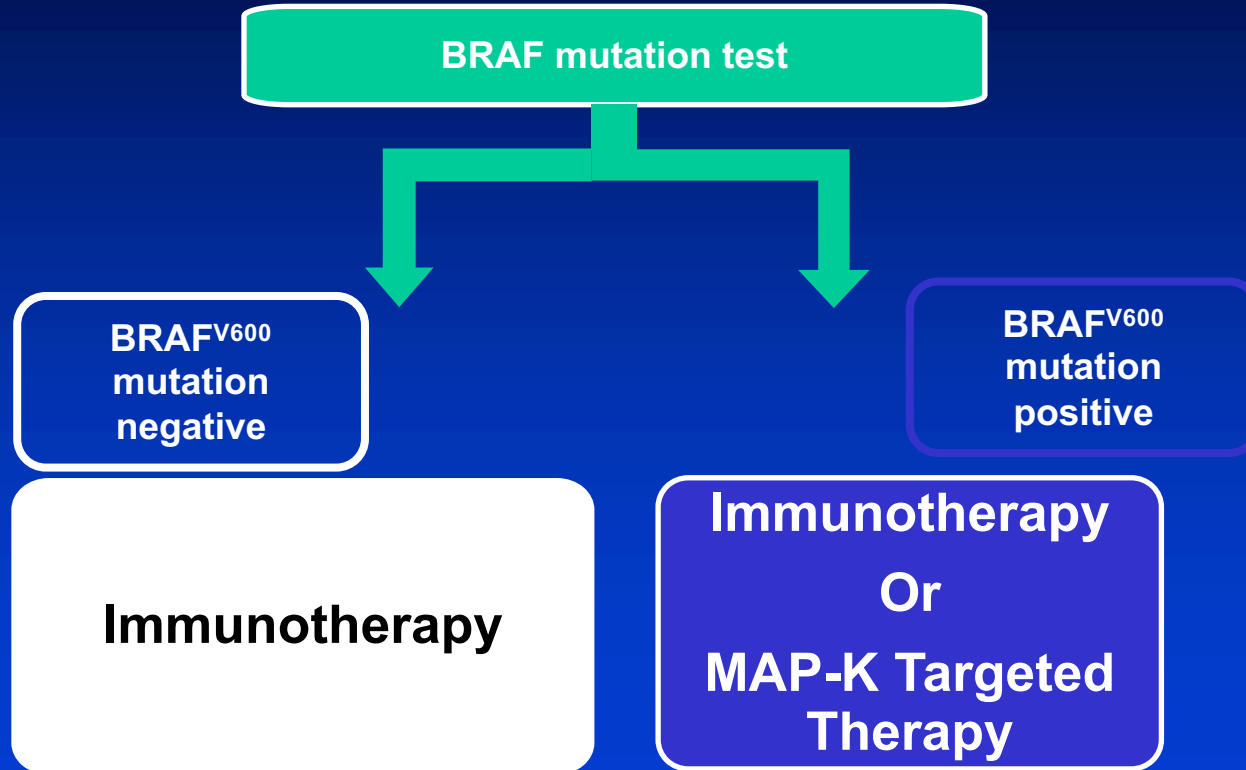 BRAF mutation test
BRAFV600
mutation
negative
BRAFV600
mutation
positive
Immunotherapy
Immunotherapy
Or
MAP-K Targeted
Therapy